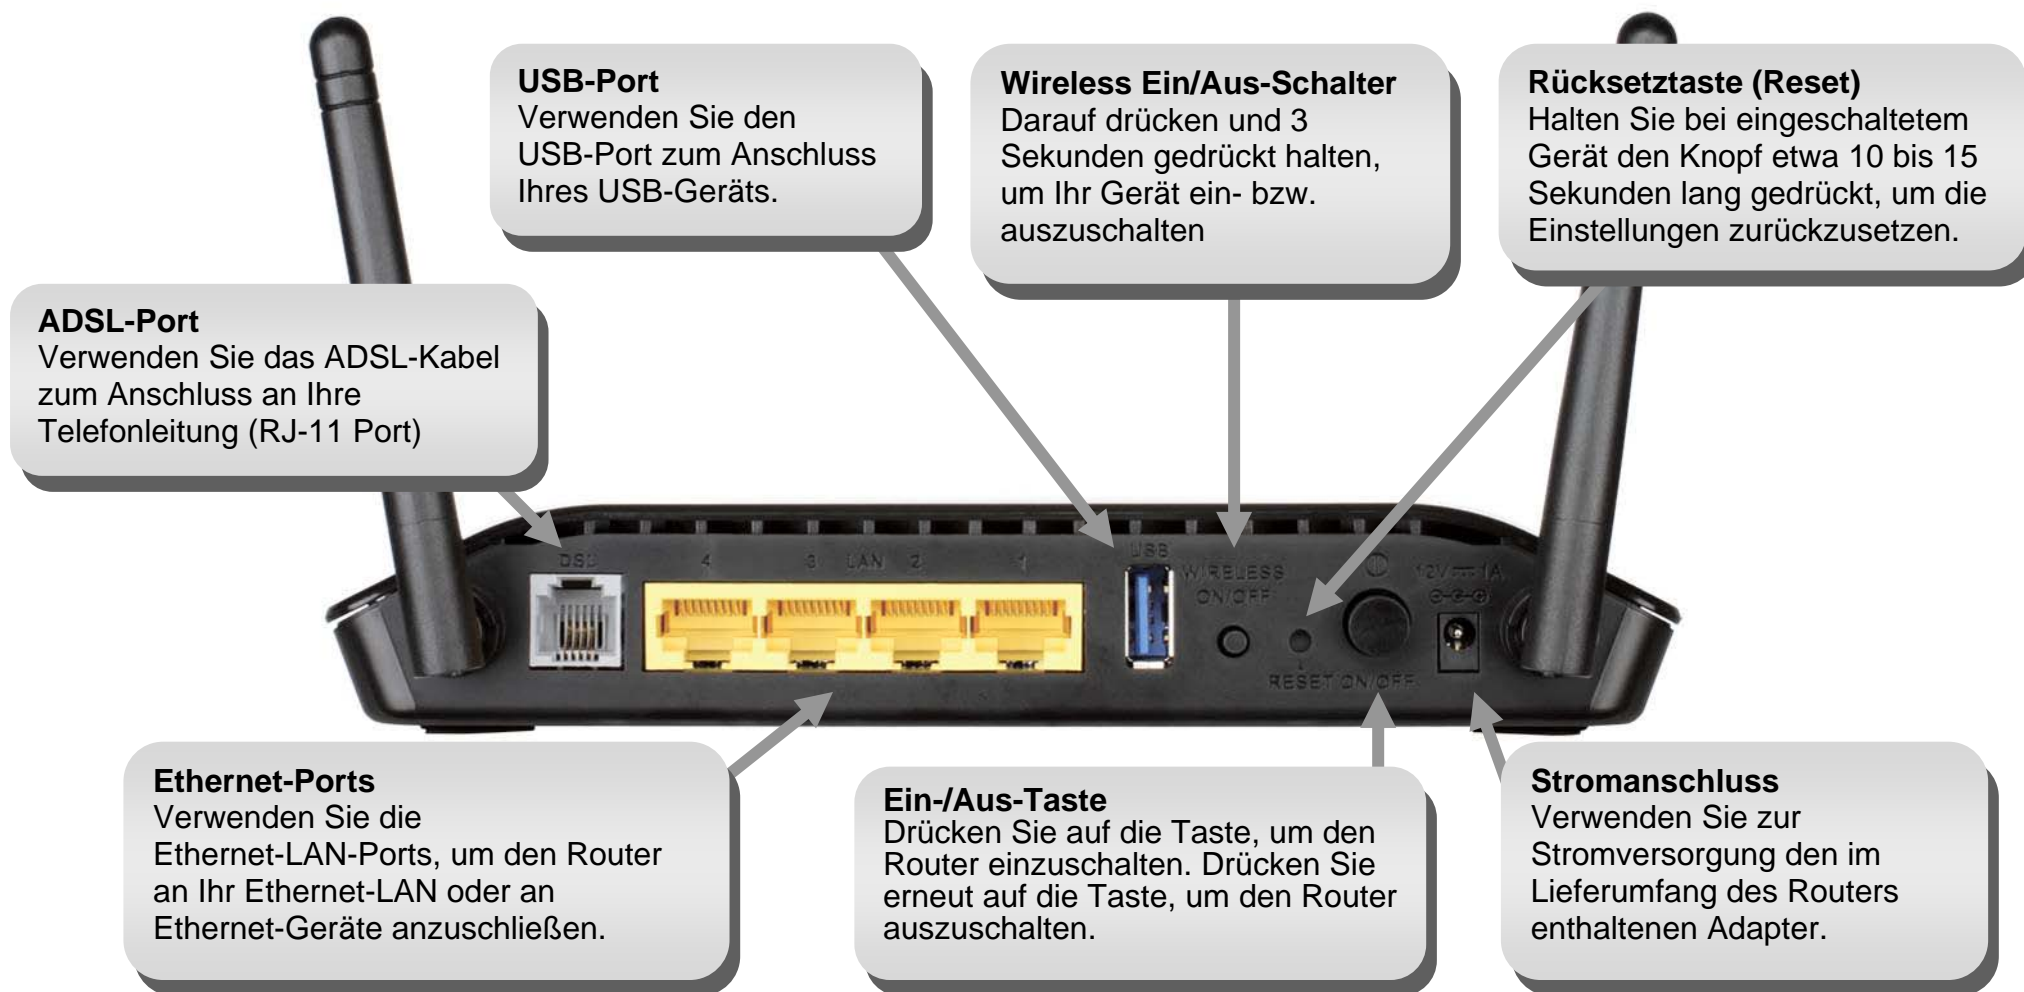 USB-Port
Verwenden Sie den
USB-Port zum Anschluss
Ihres USB-Geräts.
Wireless Ein/Aus-Schalter
Darauf drücken und 3
Sekunden gedrückt halten,
um Ihr Gerät ein- bzw.
auszuschalten
Rücksetztaste (Reset)
Halten Sie bei eingeschaltetem
Gerät den Knopf etwa 10 bis 15
Sekunden lang gedrückt, um die
Einstellungen zurückzusetzen.
ADSL-Port
Verwenden Sie das ADSL-Kabel
zum Anschluss an Ihre
Telefonleitung (RJ-11 Port)
DSL
4 3 LAN 2 1
USB
WIRELESS
ON/OFF
12V 1A
RESET ON/OFF
Ethernet-Ports
Verwenden Sie die
Ethernet-LAN-Ports, um den Router
an Ihr Ethernet-LAN oder an
Ethernet-Geräte anzuschließen.
Ein-/Aus-Taste
Drücken Sie auf die Taste, um den
Router einzuschalten. Drücken Sie
erneut auf die Taste, um den Router
auszuschalten.
Stromanschluss
Verwenden Sie zur
Stromversorgung den im
Lieferumfang des Routers
enthaltenen Adapter.